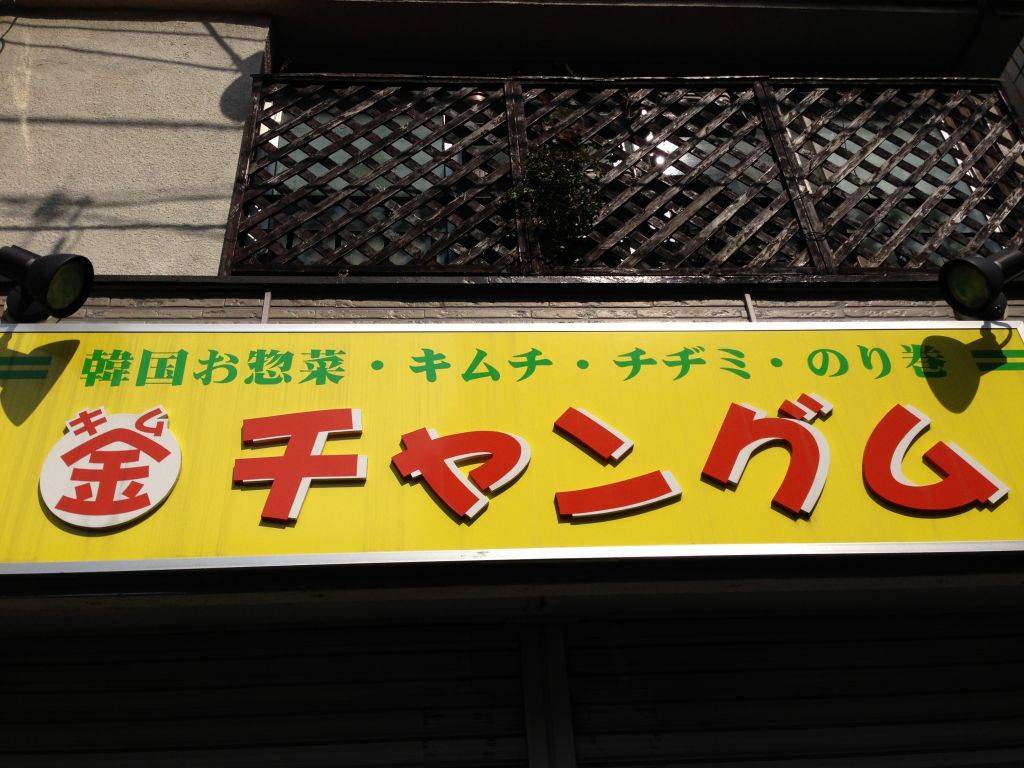 韓国お惣菜・キムチ・チヂミ・のり巻
キム
金
チャングム